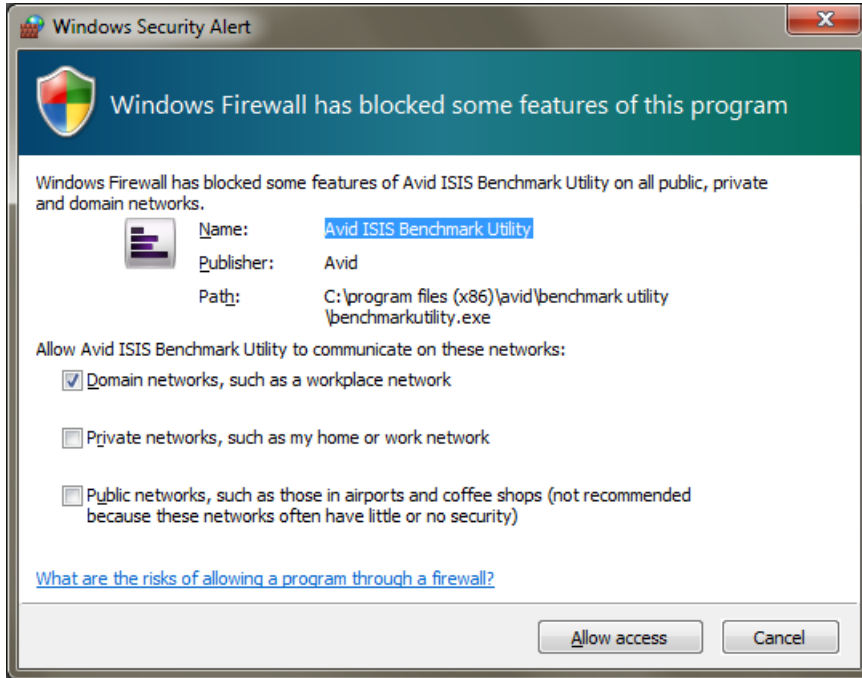 Windows Security Alert
Windows Firewall has blocked some features of this program
Windows Firewall has blocked some features of Avid ISIS Benchmark Utility on all public, private
and domain networks.
Name: Avid ISIS Benchmark Utility
Publisher: Avid
Path: C:\program files (x86)\avid\benchmark utility
\benchmarkutility.exe
Allow Avid ISIS Benchmark Utility to communicate on these networks:
Domain networks, such as a workplace network
Private networks, such as my home or work network
Public networks, such as those in airports and coffee shops (not recommended
because these networks often have little or no security)
What are the risks of allowing a program through a firewall?
Allow access Cancel